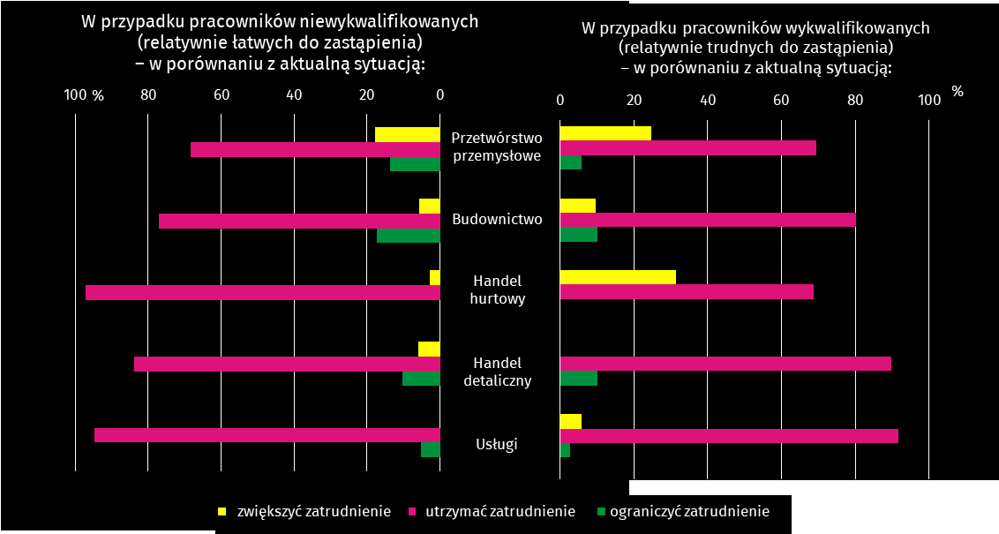 W przypadku pracowników niewykwalifikowanych
(relatywnie łatwych do zastąpienia)
– w porównaniu z aktualną sytuacją:
W przypadku pracowników wykwalifikowanych
(relatywnie trudnych do zastąpienia)
– w porównaniu z aktualną sytuacją:
100 % 80 60 40 20 0
0 20 40 60 80 100 %
Przetwórstwo
przemysłowe
Budownictwo
Handel
hurtowy
Handel
detaliczny
Usługi
zwiększyć zatrudnienie utrzymać zatrudnienie ograniczyć zatrudnienie